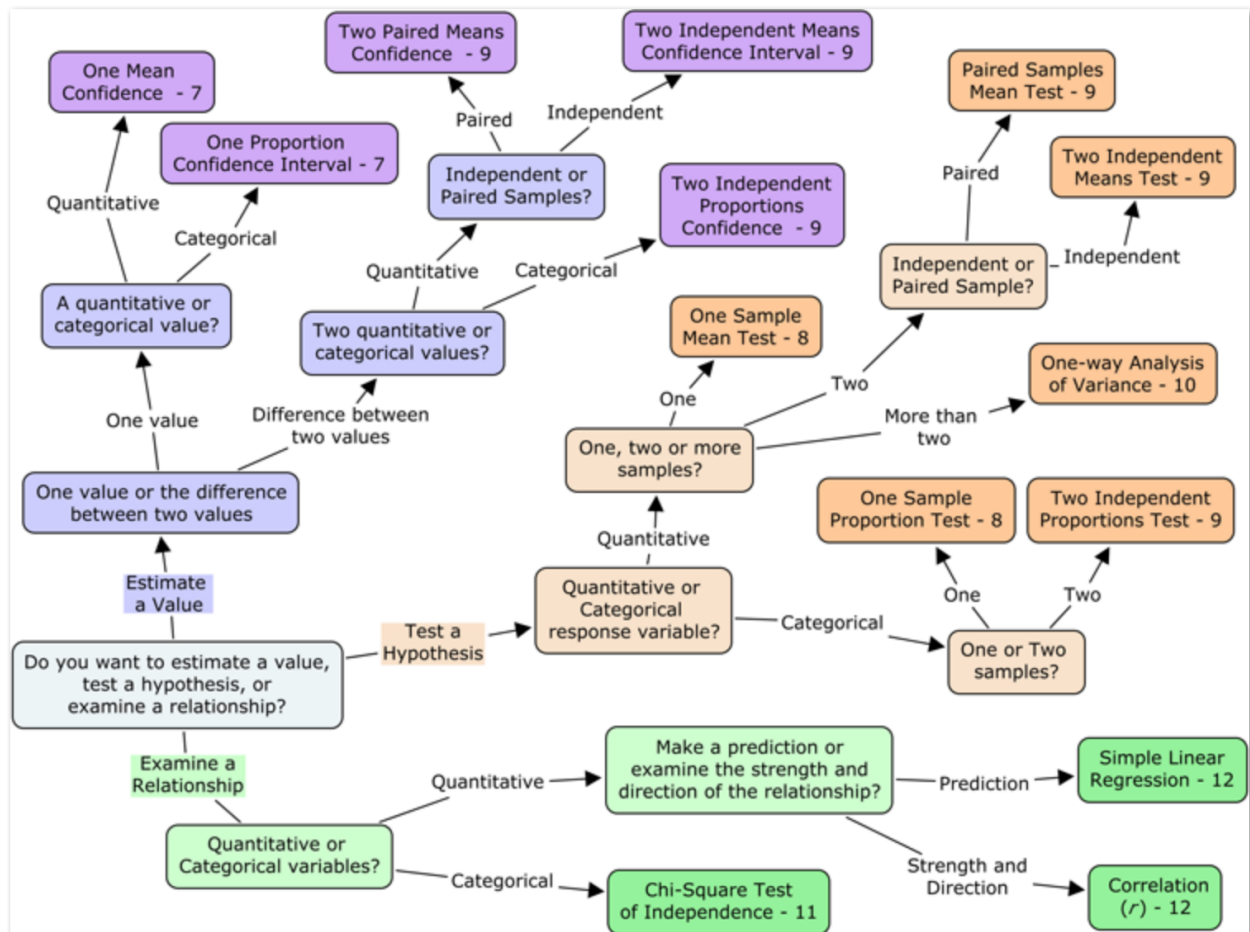 Two Paired Means
Confidence - 9
Two Independent Means
Confidence Interval - 9
One Mean
Confidence - 7
Paired Samples
Mean Test - 9
Paired
Independent
One Proportion
Confidence Interval - 7
Two Independent
Means Test - 9
Independent or
Paired Samples?
Two Independent
Proportions
Confidence - 9
Paired
Quantitative
Categorical
Quantitative
Categorical
Independent or
Paired Sample?
Independent
A quantitative or
categorical value?
Two quantitative or
categorical values?
One Sample
Mean Test - 8
One-way Analysis
of Variance - 10
One
Two
More than
two
One value
Difference between
two values
One, two or more
samples?
One value or the difference
between two values
One Sample
Proportion Test - 8
Two Independent
Proportions Test - 9
Quantitative
Estimate
a Value
Quantitative or
Categorical
response variable?
One
Two
Test a
Hypothesis
Categorical
One or Two
samples?
Do you want to estimate a value,
test a hypothesis, or
examine a relationship?
Examine a
Relationship
Quantitative
Make a prediction or
examine the strength and
direction of the relationship?
Prediction
Simple Linear
Regression - 12
Quantitative or
Categorical variables?
Categorical
Chi-Square Test
of Independence - 11
Strength and
Direction
Correlation
(r) - 12